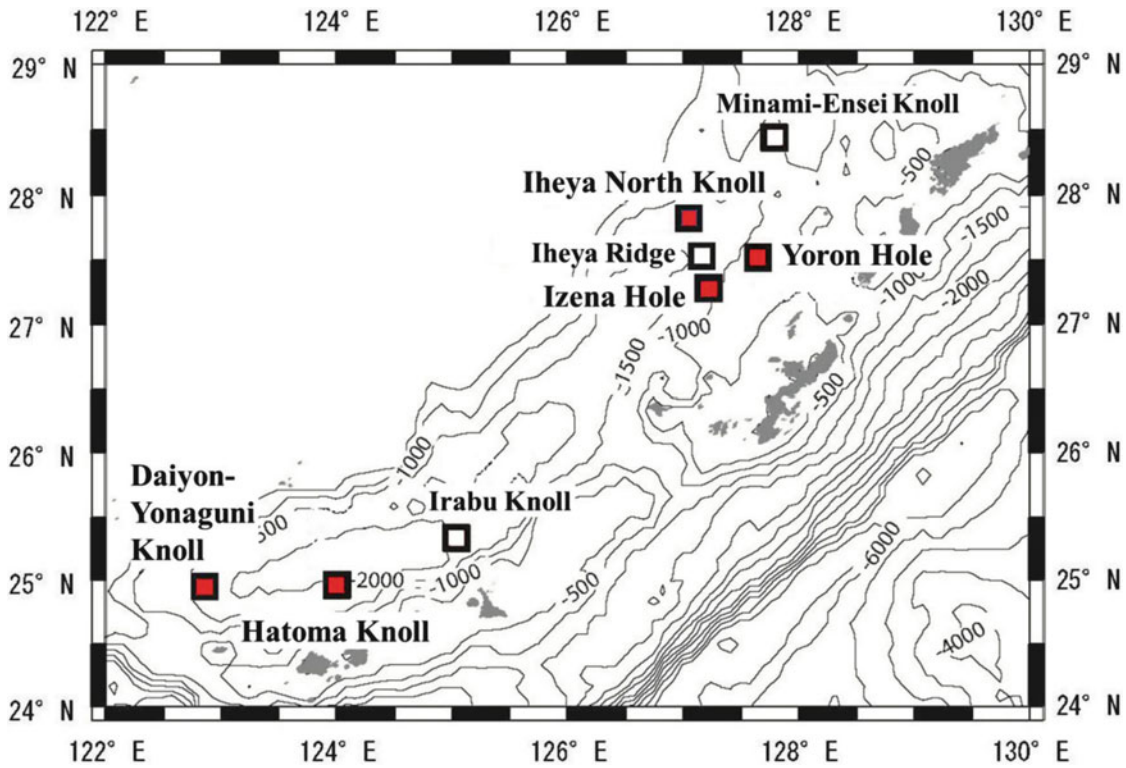 122° E 124° E 126° E 128° E 130° E
29° N 29° N
Minami-Ensei Knoll
-500
28° N 28° N
Iheya North Knoll
-1500
Iheya Ridge Yoron Hole
-1000 -2000
Izena Hole
27° N 27° N
-1000
-1500
-500
26° N 26° N
1000
Daiyon-
Yonaguni
Knoll
Irabu Knoll
500
-6000
25° N 25° N
-2000 -1000 -500
Hatoma Knoll
-4000
24° N 24° N
122° E 124° E 126° E 128° E 130° E